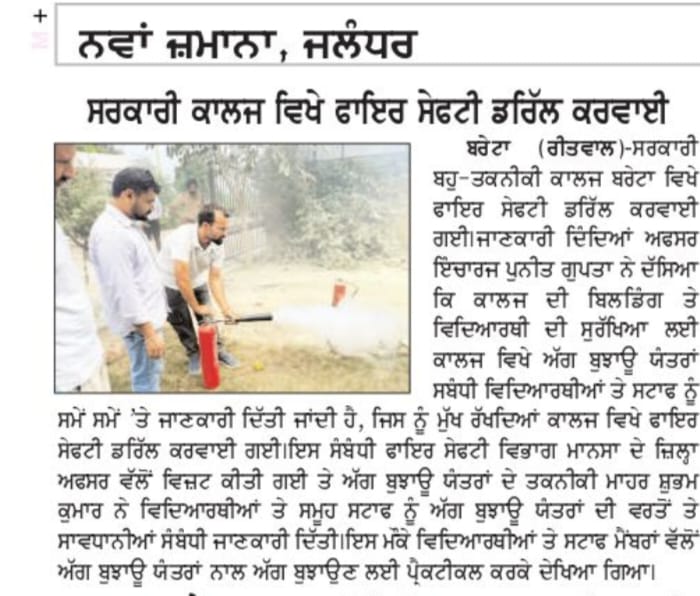 +
M
ਨਵਾਂ ਜ਼ਮਾਨਾ, ਜਲੰਧਰ
ਸਰਕਾਰੀ ਕਾਲਜ ਵਿਖੇ ਫਾਇਰ ਸੇਫਟੀ ਡਰਿੱਲ ਕਰਵਾਈ
ਬਰੇਟਾ (ਰੀਤਵਾਲ)-ਸਰਕਾਰੀ
ਬਹੁ-ਤਕਨੀਕੀ ਕਾਲਜ ਬਰੇਟਾ ਵਿਖੇ
ਫਾਇਰ ਸੇਫਟੀ ਡਰਿੱਲ ਕਰਵਾਈ
ਗਈ।ਜਾਣਕਾਰੀ ਦਿੰਦਿਆਂ ਅਫਸਰ
ਇੰਚਾਰਜ ਪੁਨੀਤ ਗੁਪਤਾ ਨੇ ਦੱਸਿਆ
ਕਿ ਕਾਲਜ ਦੀ ਬਿਲਡਿੰਗ ਤੇ
ਵਿਦਿਆਰਥੀ ਦੀ ਸੁਰੱਖਿਆ ਲਈ
ਕਾਲਜ ਵਿਖੇ ਅੱਗ ਬੁਝਾਊ ਯੰਤਰਾਂ
ਸਬੰਧੀ ਵਿਦਿਆਰਥੀਆਂ ਤੇ ਸਟਾਫ ਨੂੰ
ਸਮੇਂ ਸਮੇਂ 'ਤੇ ਜਾਣਕਾਰੀ ਦਿੱਤੀ ਜਾਂਦੀ ਹੈ, ਜਿਸ ਨੂੰ ਮੁੱਖ ਰੱਖਦਿਆਂ ਕਾਲਜ ਵਿਖੇ ਫਾਇਰ
ਸੇਫਟੀ ਡਰਿੱਲ ਕਰਵਾਈ ਗਈ।ਇਸ ਸੰਬੰਧੀ ਫਾਇਰ ਸੇਫਟੀ ਵਿਭਾਗ ਮਾਨਸਾ ਦੇ ਜ਼ਿਲ੍ਹਾ
ਅਫਸਰ ਵੱਲੋਂ ਵਿਜ਼ਟ ਕੀਤੀ ਗਈ ਤੇ ਅੱਗ ਬੁਝਾਊ ਯੰਤਰਾਂ ਦੇ ਤਕਨੀਕੀ ਮਾਹਰ ਸ਼ੁਭਮ
ਕੁਮਾਰ ਨੇ ਵਿਦਿਆਰਥੀਆਂ ਤੇ ਸਮੂਹ ਸਟਾਫ ਨੂੰ ਅੱਗ ਬੁਝਾਊ ਯੰਤਰਾਂ ਦੀ ਵਰਤੋਂ ਤੇ
ਸਾਵਧਾਨੀਆਂ ਸੰਬੰਧੀ ਜਾਣਕਾਰੀ ਦਿੱਤੀ।ਇਸ ਮੌਕੇ ਵਿਦਿਆਰਥੀਆਂ ਤੇ ਸਟਾਫ ਮੈਂਬਰਾਂ ਵੱਲੋਂ
ਅੱਗ ਬੁਝਾਊ ਯੰਤਰਾਂ ਨਾਲ ਅੱਗ ਬੁਝਾਉਣ ਲਈ ਪ੍ਰੈਕਟੀਕਲ ਕਰਕੇ ਦੇਖਿਆ ਗਿਆ।